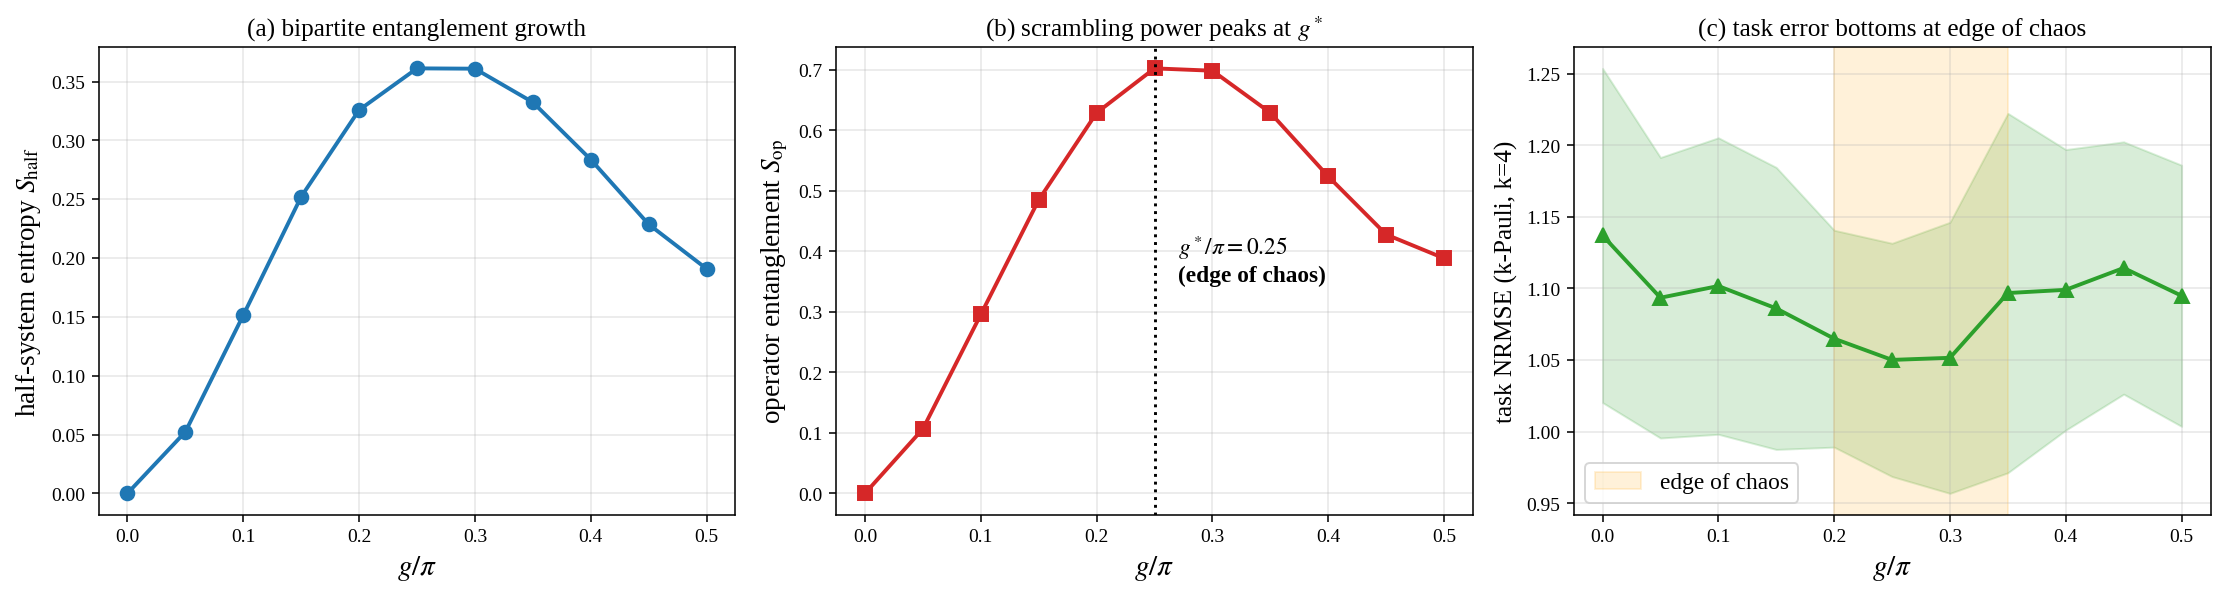 (a) bipartite entanglement growth
half-system entropy S_half
0.35
0.30
0.25
0.20
0.15
0.10
0.05
0.00
0.0 0.1 0.2 0.3 0.4 0.5
g/π
(b) scrambling power peaks at g*
operator entanglement S_op
0.7
0.6
0.5
0.4
0.3
0.2
0.1
0.0
g*/π = 0.25
(edge of chaos)
0.0 0.1 0.2 0.3 0.4 0.5
g/π
(c) task error bottoms at edge of chaos
task NRMSE (k-Pauli, k=4)
1.25
1.20
1.15
1.10
1.05
1.00
0.95
edge of chaos
0.0 0.1 0.2 0.3 0.4 0.5
g/π